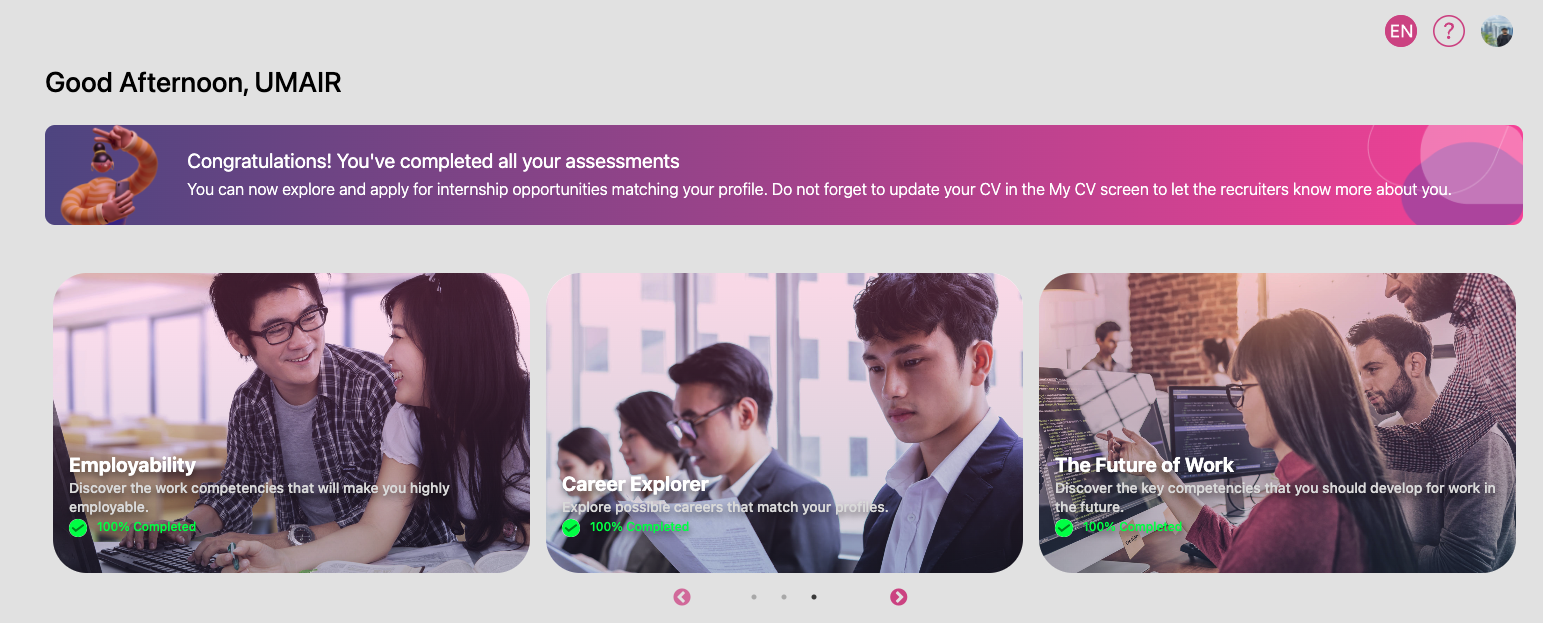 EN
?
Good Afternoon, UMAIR
Congratulations! You've completed all your assessments
You can now explore and apply for internship opportunities matching your profile. Do not forget to update your CV in the My CV screen to let the recruiters know more about you.
Employability
Discover the work competencies that will make you highly
employable.
100% Completed
Career Explorer
Explore possible careers that match your profiles.
100% Completed
The Future of Work
Discover the key competencies that you should develop for work in
the future.
100% Completed